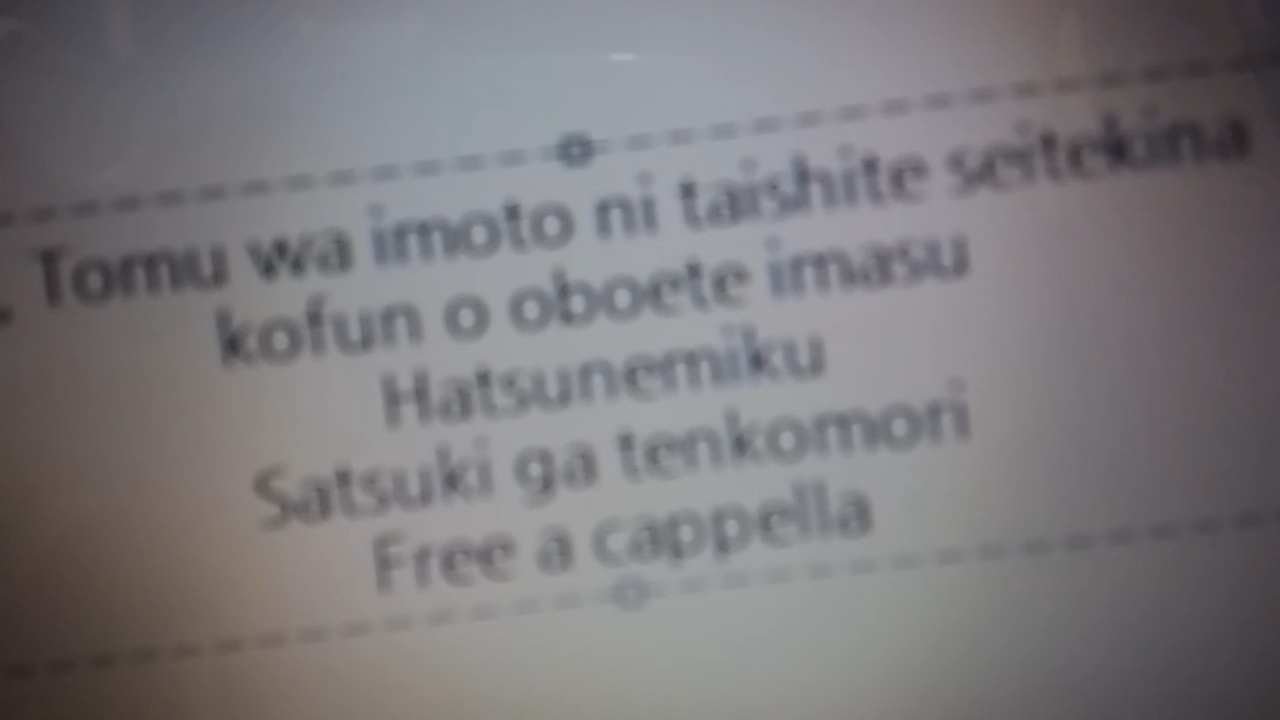 . Tomu wa imoto ni taishite seitekina
kofun o oboete imasu
Hatsunemiku
Satsuki ga tenkomori
Free a cappella